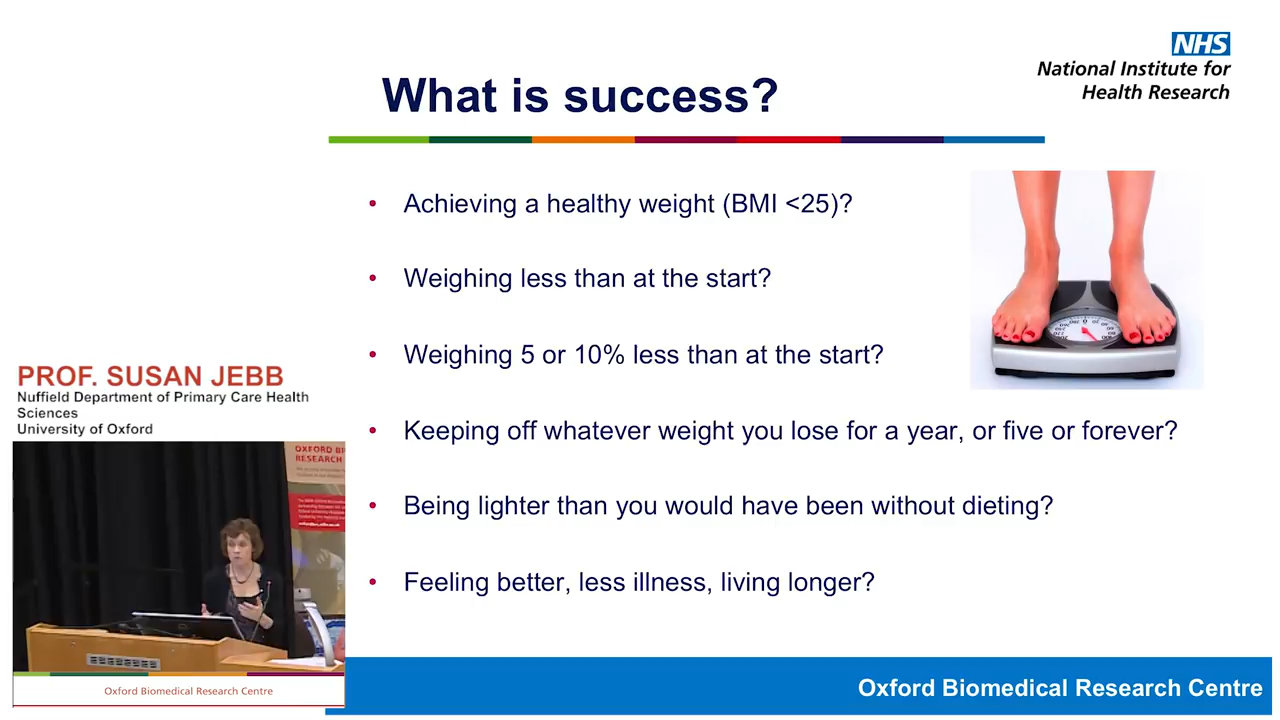 NHS
National Institute for
Health Research
What is success?
• Achieving a healthy weight (BMI <25)?
• Weighing less than at the start?
• Weighing 5 or 10% less than at the start?
• Keeping off whatever weight you lose for a year, or five or forever?
• Being lighter than you would have been without dieting?
• Feeling better, less illness, living longer?
PROF. SUSAN JEBB
Nuffield Department of Primary Care Health
Sciences
University of Oxford
OXFORD BI
RESEARCH
Oxford Biomedical Research Centre
Oxford Biomedical Research Centre